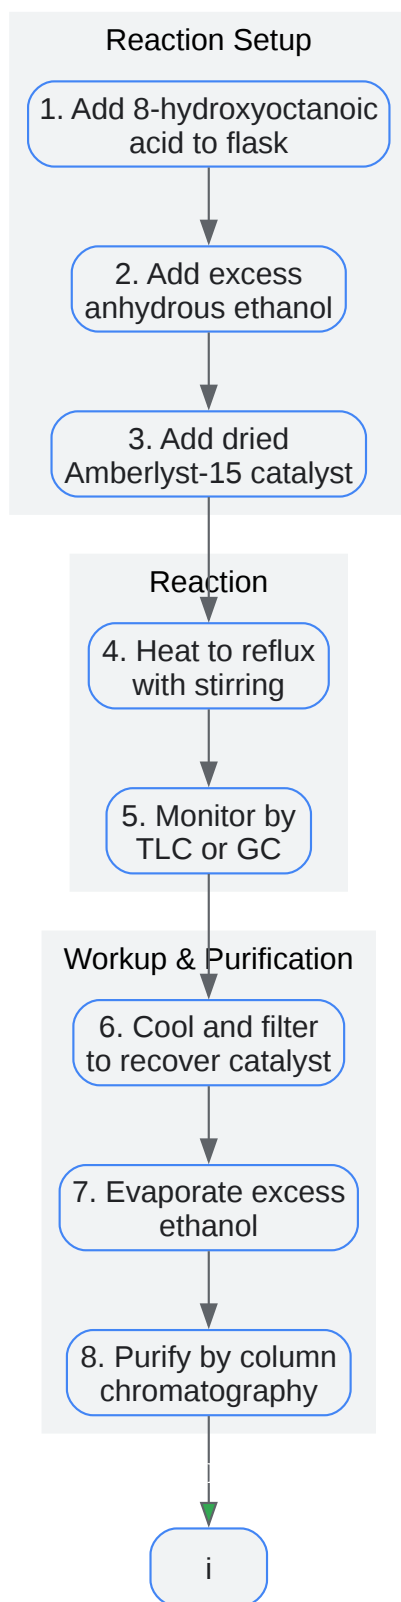 Reaction Setup
1. Add 8-hydroxyoctanoic
acid to flask
2. Add excess
anhydrous ethanol
3. Add dried
Amberlyst-15 catalyst
Reaction
4. Heat to reflux
with stirring
5. Monitor by
TLC or GC
Workup & Purification
6. Cool and filter
to recover catalyst
7. Evaporate excess
ethanol
8. Purify by column
chromatography
i